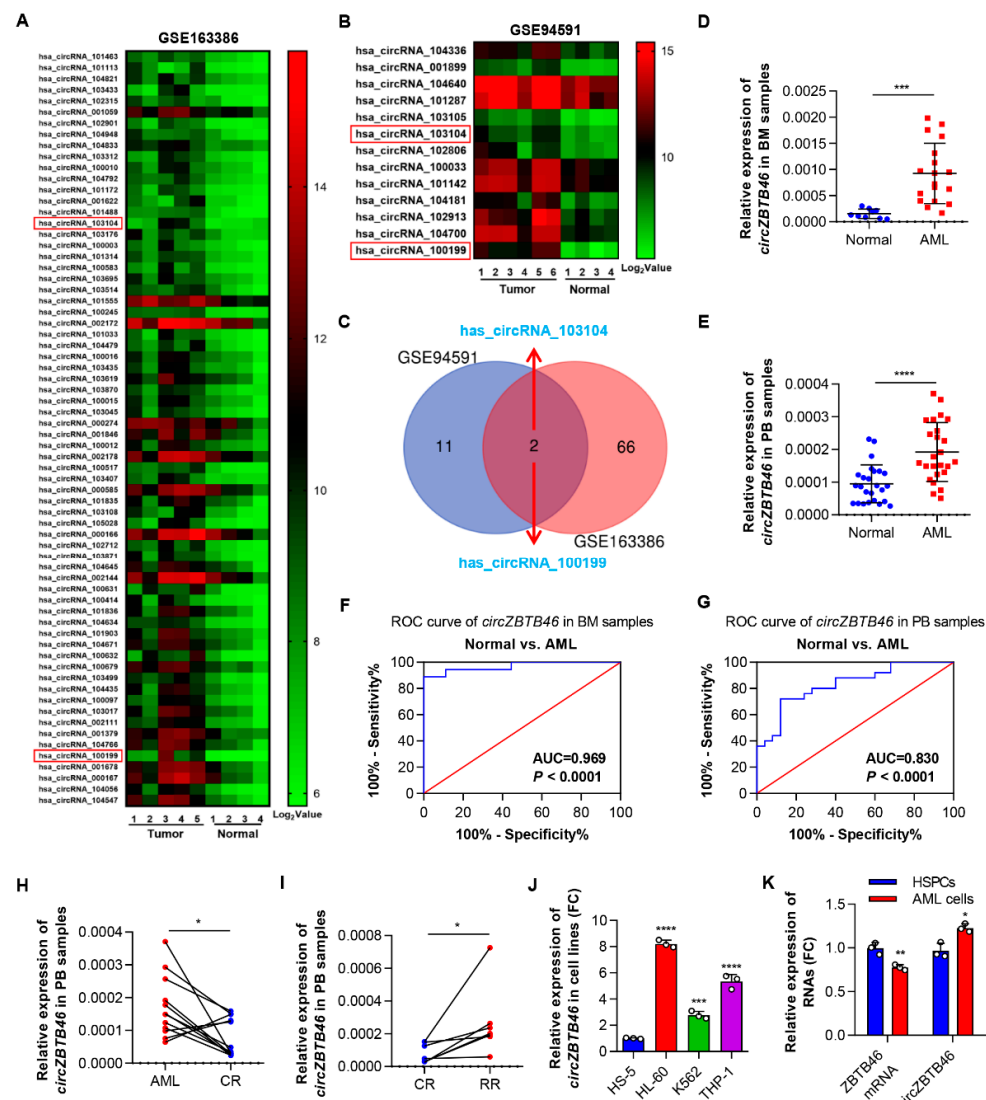 A
GSE163386
hsa_circRNA_101463
hsa_circRNA_101113
hsa_circRNA_104821
hsa_circRNA_103433
hsa_circRNA_102315
hsa_circRNA_001059
hsa_circRNA_102901
hsa_circRNA_104948
hsa_circRNA_104833
hsa_circRNA_103312
hsa_circRNA_100010
hsa_circRNA_104792
hsa_circRNA_101172
hsa_circRNA_001622
hsa_circRNA_101488
hsa_circRNA_103104
hsa_circRNA_103176
hsa_circRNA_100003
hsa_circRNA_101314
hsa_circRNA_100583
hsa_circRNA_103695
hsa_circRNA_103514
hsa_circRNA_101555
hsa_circRNA_100245
hsa_circRNA_002172
hsa_circRNA_101033
hsa_circRNA_104479
hsa_circRNA_100016
hsa_circRNA_103435
hsa_circRNA_103619
hsa_circRNA_103870
hsa_circRNA_100015
hsa_circRNA_103045
hsa_circRNA_000274
hsa_circRNA_001846
hsa_circRNA_100012
hsa_circRNA_002178
hsa_circRNA_100517
hsa_circRNA_103407
hsa_circRNA_000585
hsa_circRNA_101835
hsa_circRNA_103108
hsa_circRNA_105028
hsa_circRNA_000166
hsa_circRNA_102712
hsa_circRNA_103871
hsa_circRNA_104645
hsa_circRNA_002144
hsa_circRNA_100631
hsa_circRNA_100414
hsa_circRNA_101836
hsa_circRNA_104634
hsa_circRNA_101903
hsa_circRNA_104671
hsa_circRNA_100632
hsa_circRNA_100679
hsa_circRNA_103499
hsa_circRNA_104435
hsa_circRNA_100097
hsa_circRNA_103017
hsa_circRNA_002111
hsa_circRNA_001379
hsa_circRNA_104766
hsa_circRNA_100199
hsa_circRNA_001678
hsa_circRNA_000167
hsa_circRNA_104056
hsa_circRNA_104547
14
12
10
8
6
Log2Value
1 2 3 4 5 1 2 3 4
Tumor Normal
B
GSE94591
hsa_circRNA_104336
hsa_circRNA_001899
hsa_circRNA_104640
hsa_circRNA_101287
hsa_circRNA_103105
hsa_circRNA_103104
hsa_circRNA_102806
hsa_circRNA_100033
hsa_circRNA_101142
hsa_circRNA_104181
hsa_circRNA_102913
hsa_circRNA_104700
hsa_circRNA_100199
15
10
Log2Value
1 2 3 4 5 6 1 2 3 4
Tumor Normal
C
has_circRNA_103104
GSE94591
11 2 66
GSE163386
has_circRNA_100199
D
Relative expression of
circZBTB46 in BM samples
0.0025
0.0020
0.0015
0.0010
0.0005
0.0000
***
Normal AML
E
Relative expression of
circZBTB46 in PB samples
0.0004
0.0003
0.0002
0.0001
0.0000
****
Normal AML
F
ROC curve of circZBTB46 in BM samples
Normal vs. AML
100% - Sensitivity%
100
80
60
40
20
0
AUC=0.969
P < 0.0001
0 20 40 60 80 100
100% - Specificity%
G
ROC curve of circZBTB46 in PB samples
Normal vs. AML
100% - Sensitivity%
100
80
60
40
20
0
AUC=0.830
P < 0.0001
0 20 40 60 80 100
100% - Specificity%
H
Relative expression of
circZBTB46 in PB samples
0.0004
0.0003
0.0002
0.0001
0.0000
*
AML CR
I
Relative expression of
circZBTB46 in PB samples
0.0008
0.0006
0.0004
0.0002
0.0000
*
CR RR
J
Relative expression of
circZBTB46 in cell lines (FC)
10
8
6
4
2
0
****
***
****
HS-5
HL-60
K562
THP-1
K
HSPCs
AML cells
Relative expression of
RNAs (FC)
1.5
1.0
0.5
0.0
**
*
ZBTB46
mRNA
circZBTB46